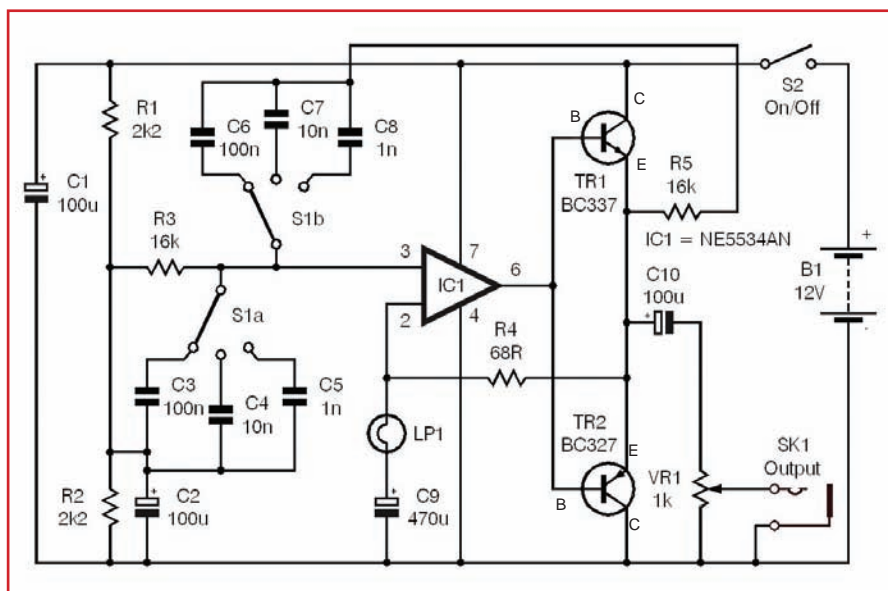 C7
10n
C6
100n
C8
1n
R1
2k2
C1
+
100u
S1b
R3
16k
S1a
C3
100n
C4
10n
C5
1n
R2
2k2
+
C2
100u
3
2
7
4
6
IC1
R4
68R
LP1
+
C9
470u
B
C
E
TR1
BC337
R5
16k
IC1 = NE5534AN
C10
100u
+
TR2
BC327
E
B
C
VR1
1k
SK1
Output
S2
On/Off
+
B1
12V
-